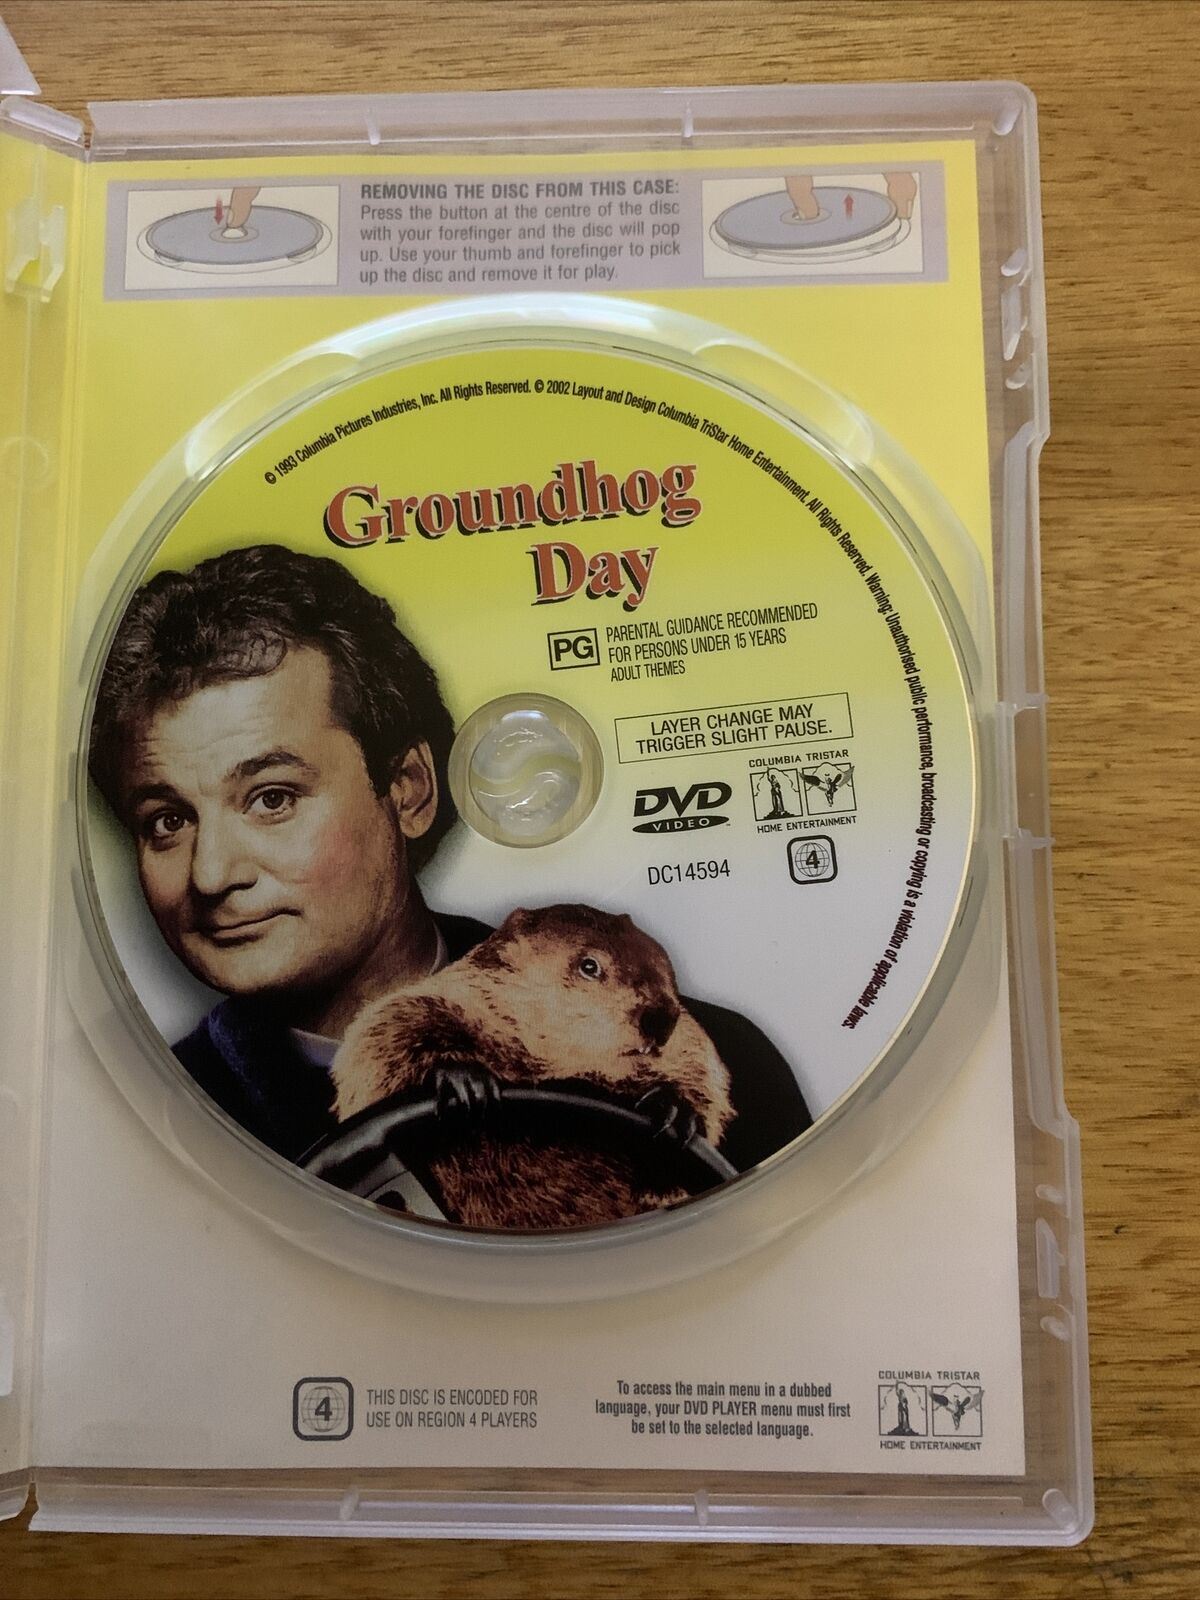 REMOVING THE DISC FROM THIS CASE:
Press the button at the centre of the disc
with your forefinger and the disc will pop
up. Use your thumb and forefinger to pick
up the disc and remove it for play.
© 1993 Columbia Pictures Industries, Inc. All Rights Reserved. © 2002 Layout and Design Columbia TriStar Home Entertainment. All Rights Reserved. Warning: Unauthorised public performance, broadcasting or copying is a violation of applicable laws.
Groundhog
Day
PG
PARENTAL GUIDANCE RECOMMENDED
FOR PERSONS UNDER 15 YEARS
ADULT THEMES
LAYER CHANGE MAY
TRIGGER SLIGHT PAUSE.
DVD
VIDEO
TM
COLUMBIA TRISTAR
HOME ENTERTAINMENT
DC14594
4
4
THIS DISC IS ENCODED FOR
USE ON REGION 4 PLAYERS
To access the main menu in a dubbed
language, your DVD PLAYER menu must first
be set to the selected language.
COLUMBIA TRISTAR
HOME ENTERTAINMENT